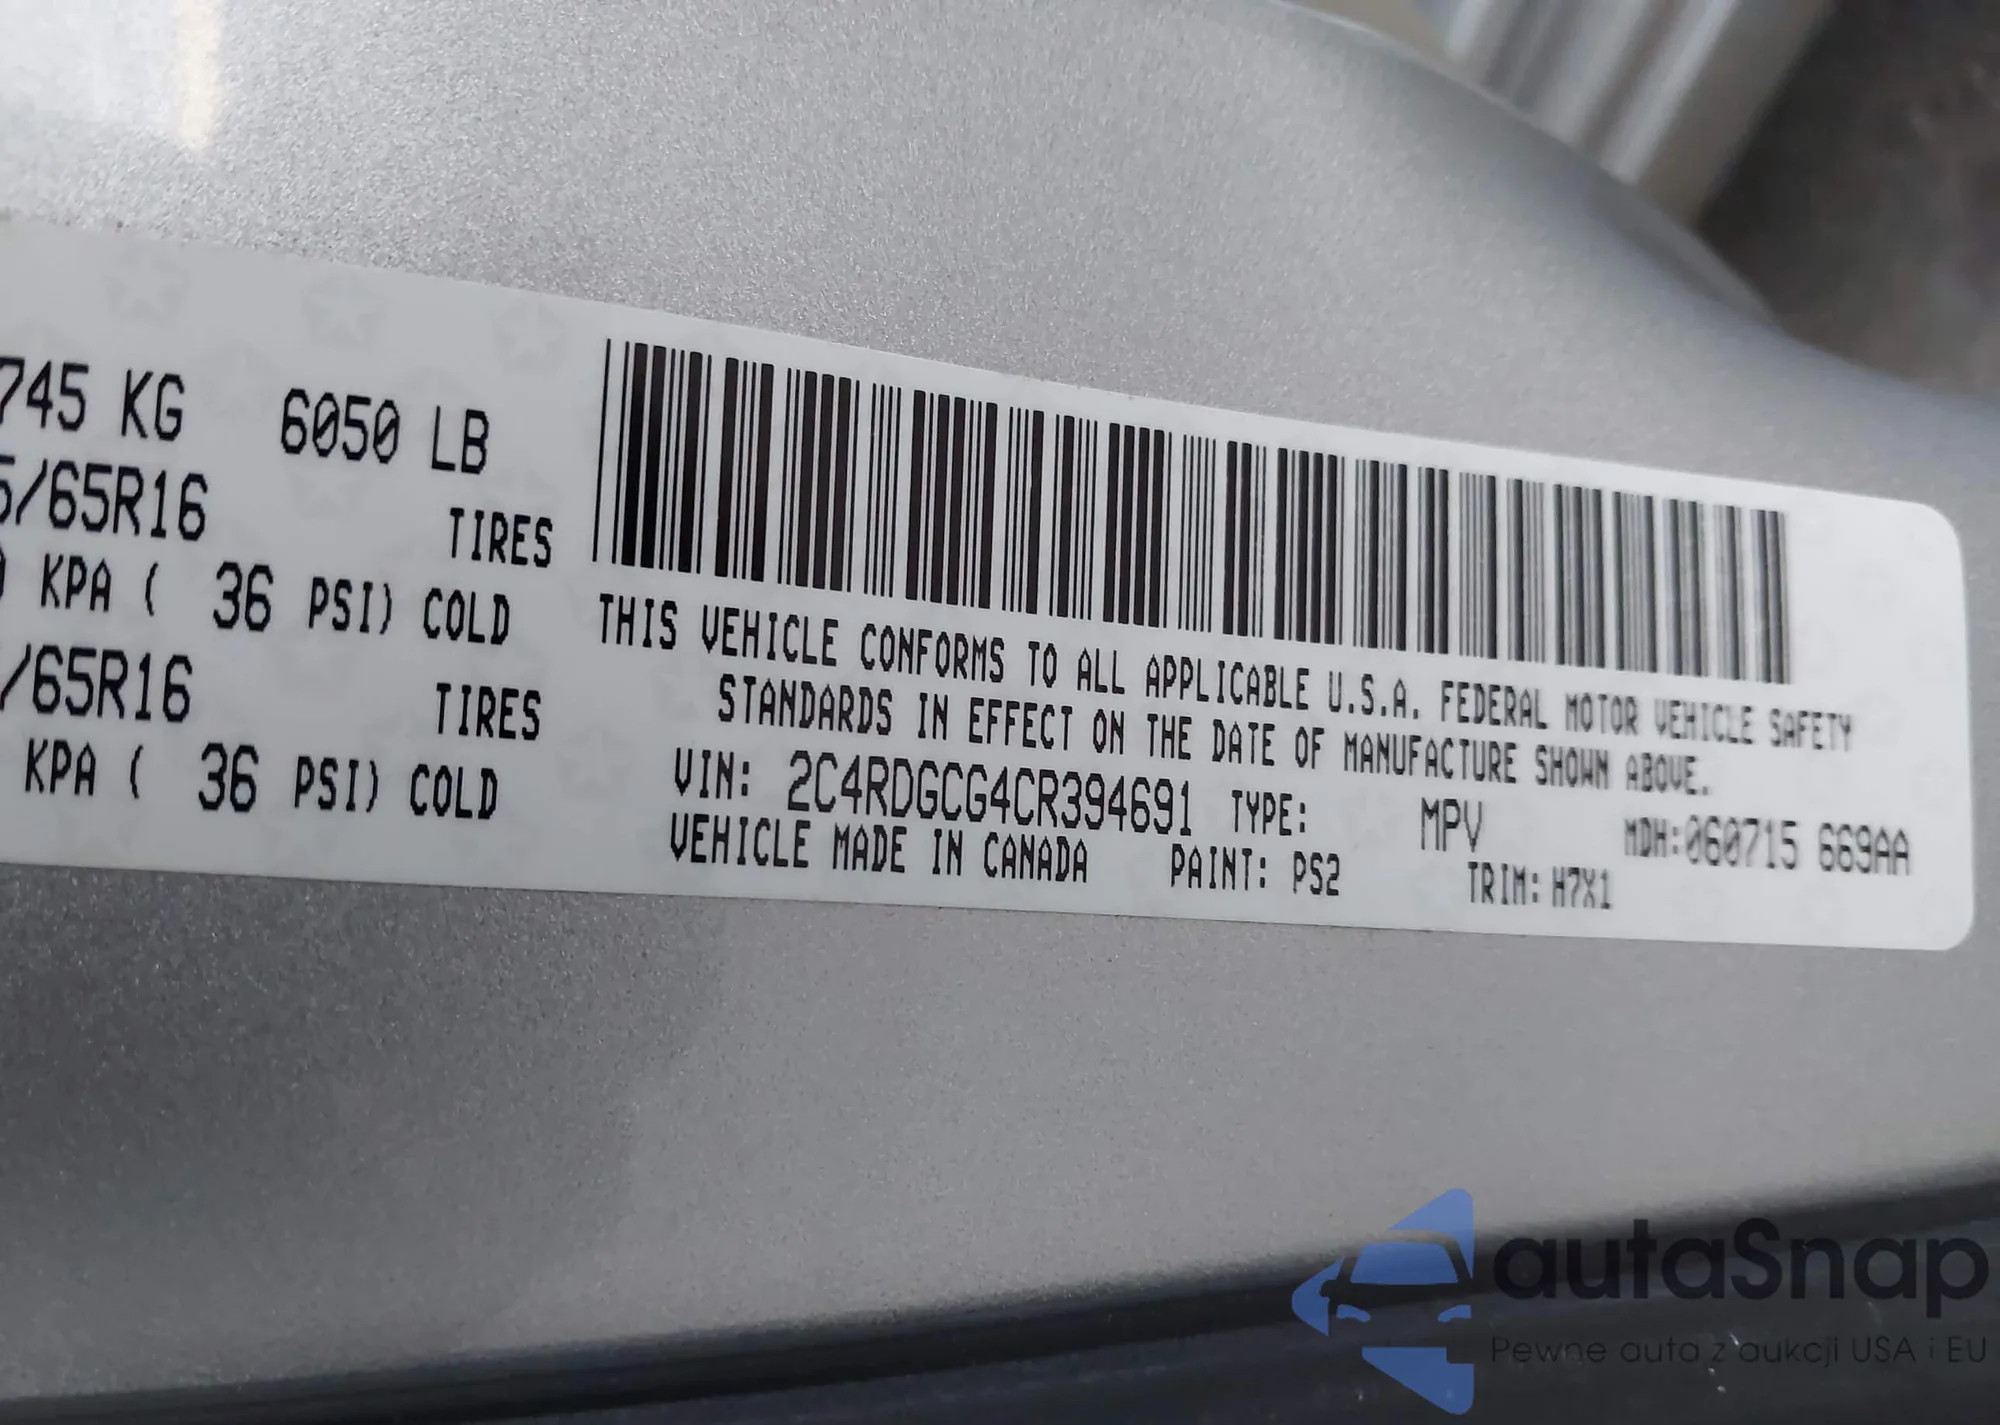 745 KG 6050 LB
5/65R16 TIRES
0 KPA ( 36 PSI) COLD
/65R16 TIRES
KPA ( 36 PSI) COLD
THIS VEHICLE CONFORMS TO ALL APPLICABLE U.S.A. FEDERAL MOTOR VEHICLE SAFETY
STANDARDS IN EFFECT ON THE DATE OF MANUFACTURE SHOWN ABOVE.
VIN: 2C4RDGCG4CR394691 TYPE: MPV MDH:060715 669AA
VEHICLE MADE IN CANADA PAINT: PS2 TRIM: H7X1
autaSnap
Pewne auta z aukcji USA i EU